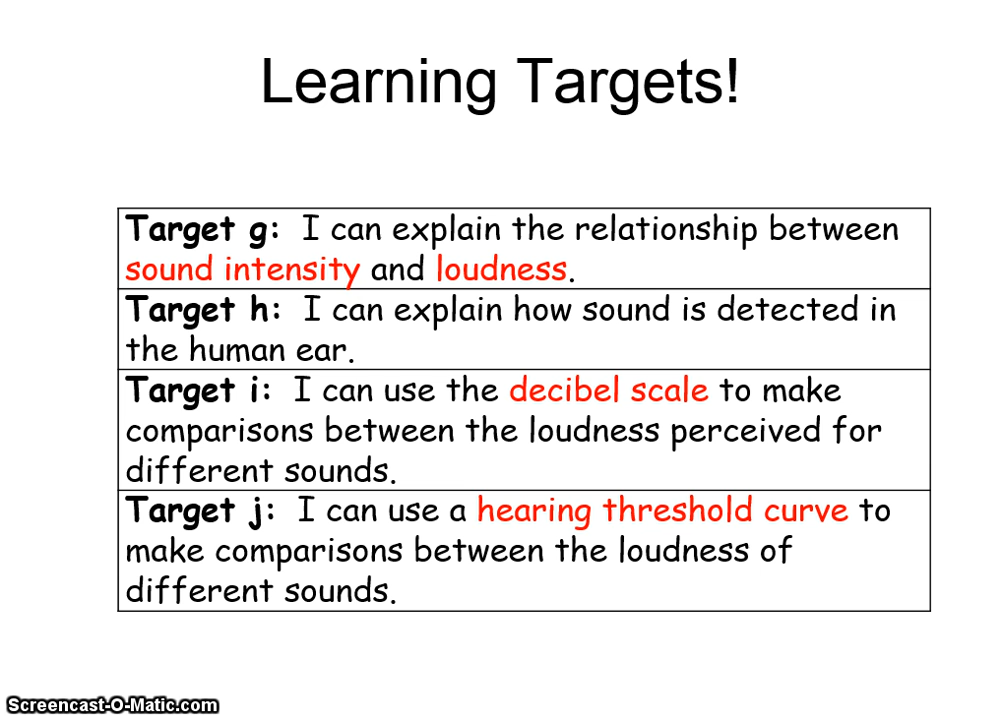 Learning Targets!
Target g:  I can explain the relationship between
sound intensity and loudness.
Target h:  I can explain how sound is detected in
the human ear.
Target i:  I can use the decibel scale to make
comparisons between the loudness perceived for
different sounds.
Target j:  I can use a hearing threshold curve to
make comparisons between the loudness of
different sounds.
Screencast-O-Matic.com